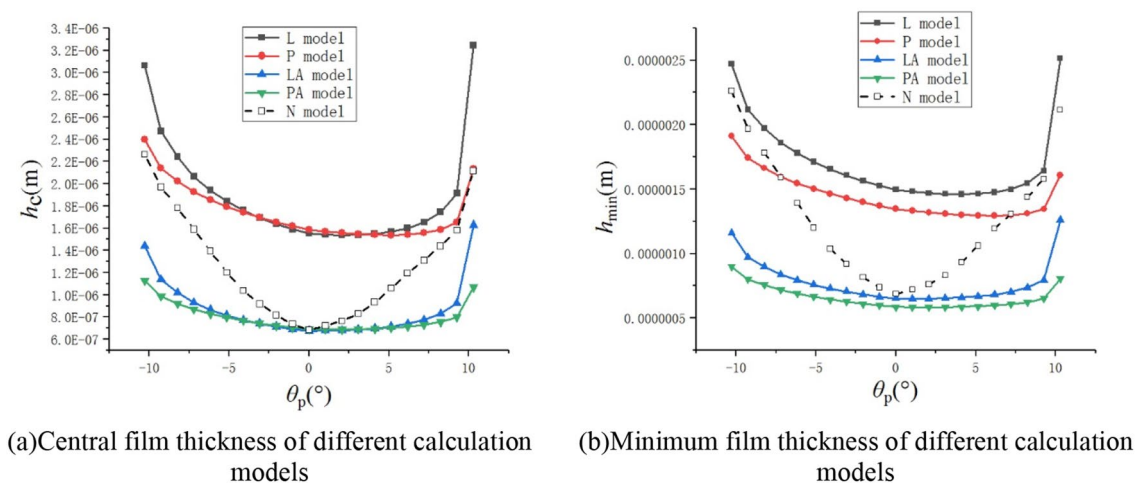 3.4E-06
3.2E-06
3.0E-06
2.8E-06
2.6E-06
2.4E-06
2.2E-06
2.0E-06
1.8E-06
1.6E-06
1.4E-06
1.2E-06
1.0E-06
8.0E-07
6.0E-07
hc(m)
L model
P model
LA model
PA model
N model
-10 -5 0 5 10
θp(°)
0.0000025
0.0000020
0.0000015
0.0000010
0.0000005
hmin(m)
L model
P model
LA model
PA model
N model
-10 -5 0 5 10
θp(°)
(a)Central film thickness of different calculation
models
(b)Minimum film thickness of different calculation
models